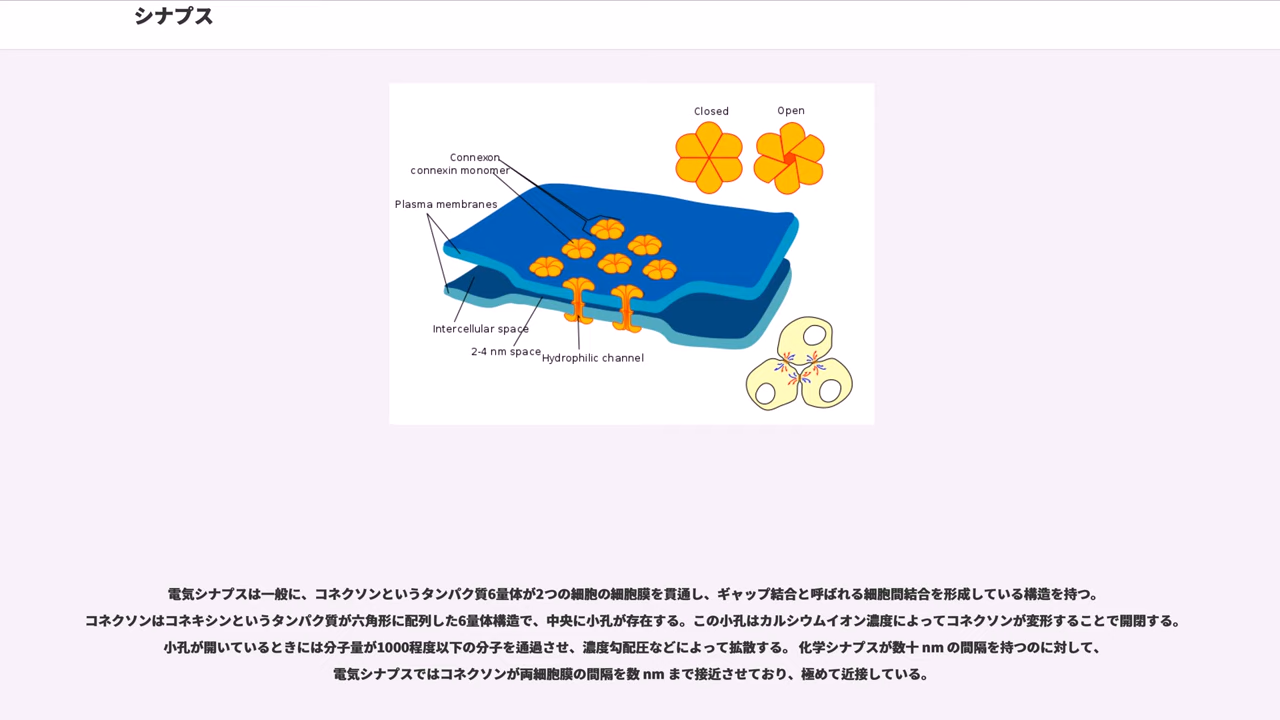 シナプス
Closed
Open
Connexon
connexin monomer
Plasma membranes
Intercellular space
2-4 nm space
Hydrophilic channel
電気シナプスは一般に、コネクソンというタンパク質6量体が2つの細胞の細胞膜を貫通し、ギャップ結合と呼ばれる細胞間結合を形成している構造を持つ。
コネクソンはコネキシンというタンパク質が六角形に配列した6量体構造で、中央に小孔が存在する。この小孔はカルシウムイオン濃度によってコネクソンが変形することで開閉する。
小孔が開いているときには分子量が1000程度以下の分子を通過させ、濃度勾配圧などによって拡散する。 化学シナプスが数十 nm の間隔を持つのに対して、
電気シナプスではコネクソンが両細胞膜の間隔を数 nm まで接近させており、極めて近接している。